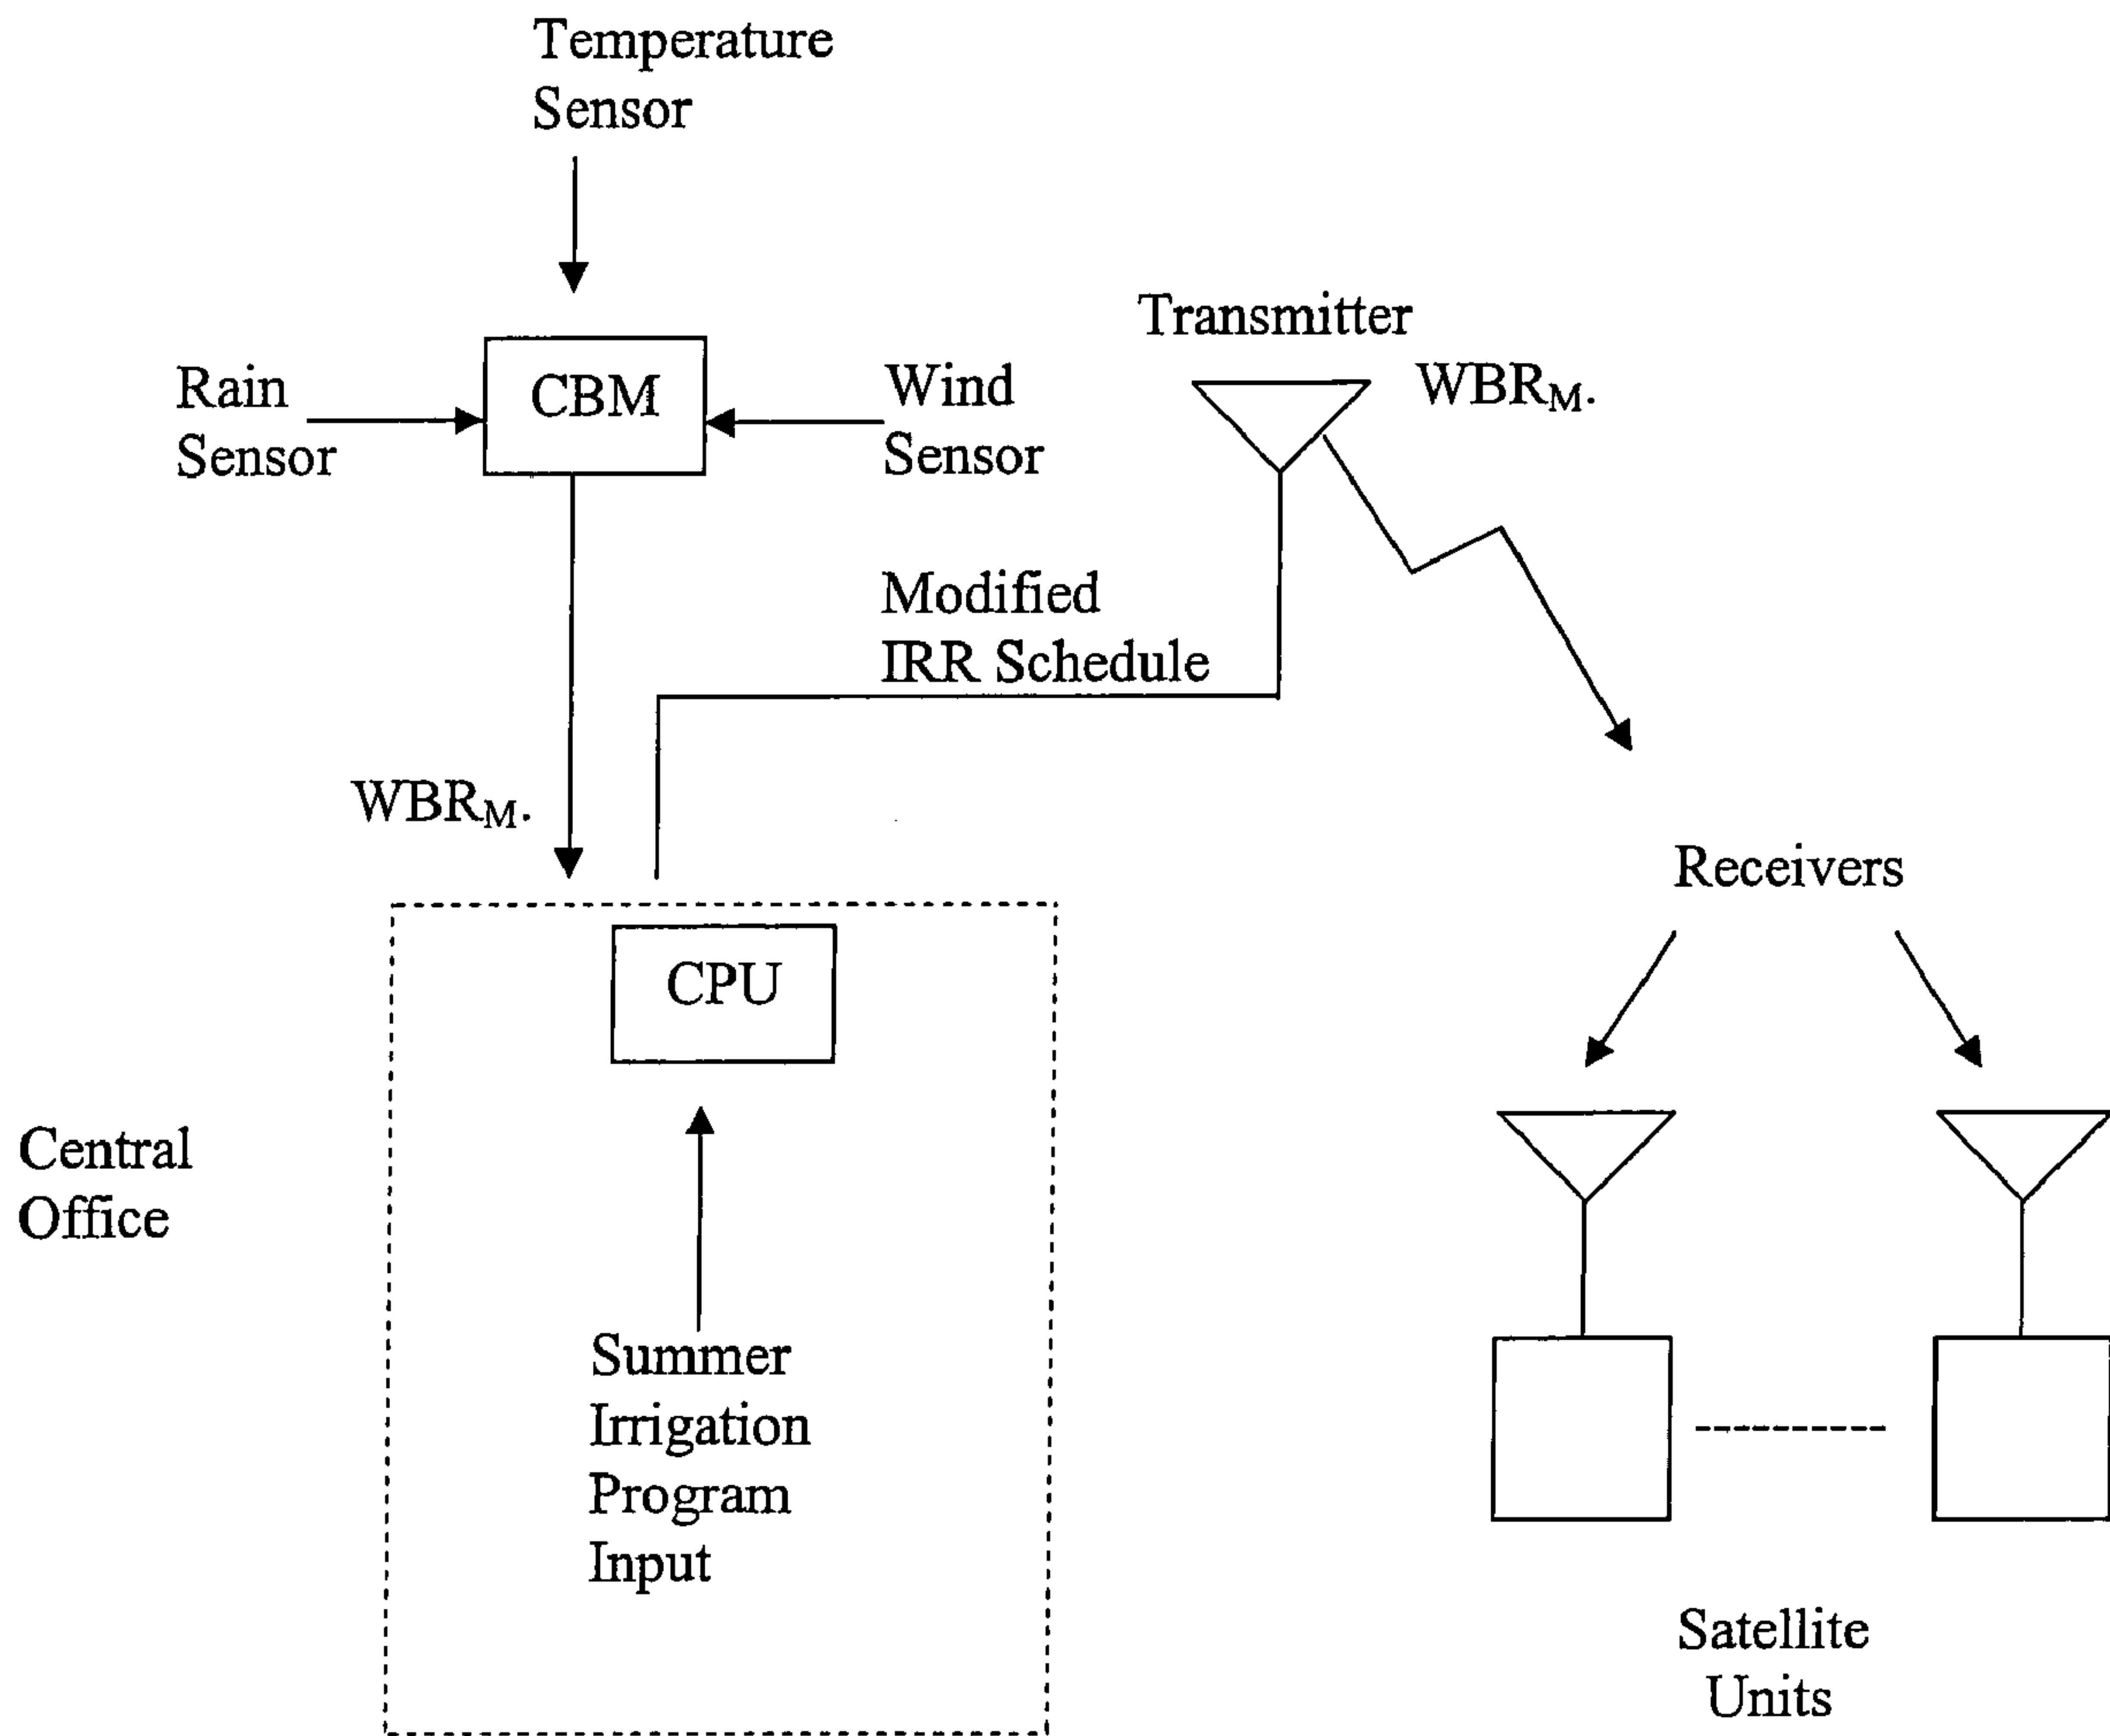 Temperature
Sensor
Rain
Sensor
CBM
Wind
Sensor
Transmitter
WBRM.
Modified
IRR Schedule
WBRM.
Receivers
CPU
Central
Office
Summer
Irrigation
Program
Input
Satellite
Units